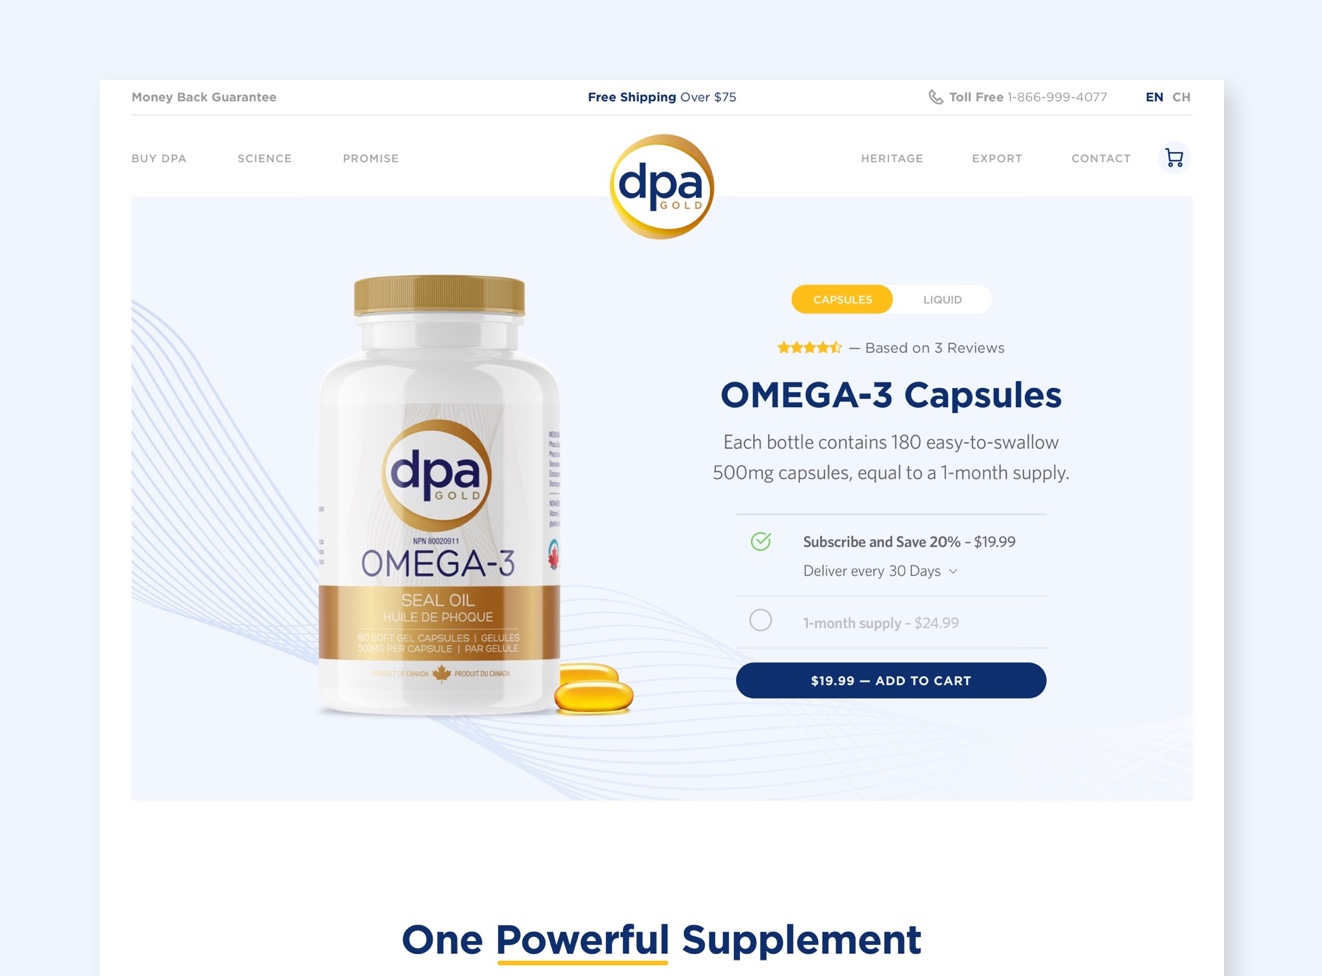 Money Back Guarantee
Free Shipping Over $75
Toll Free 1-866-999-4077
EN CH
BUY DPA SCIENCE PROMISE
dpa
GOLD
HERITAGE EXPORT CONTACT
dpa
GOLD
NPN 80020911
OMEGA-3
SEAL OIL
HUILE DE PHOQUE
180 SOFT GEL CAPSULES | GELULES
500MG PER CAPSULE | PAR GELULE
PRODUCT OF CANADA PRODUIT DU CANADA
CAPSULES LIQUID
— Based on 3 Reviews
OMEGA-3 Capsules
Each bottle contains 180 easy-to-swallow
500mg capsules, equal to a 1-month supply.
Subscribe and Save 20% – $19.99
Deliver every 30 Days
1-month supply – $24.99
$19.99 — ADD TO CART
One Powerful Supplement